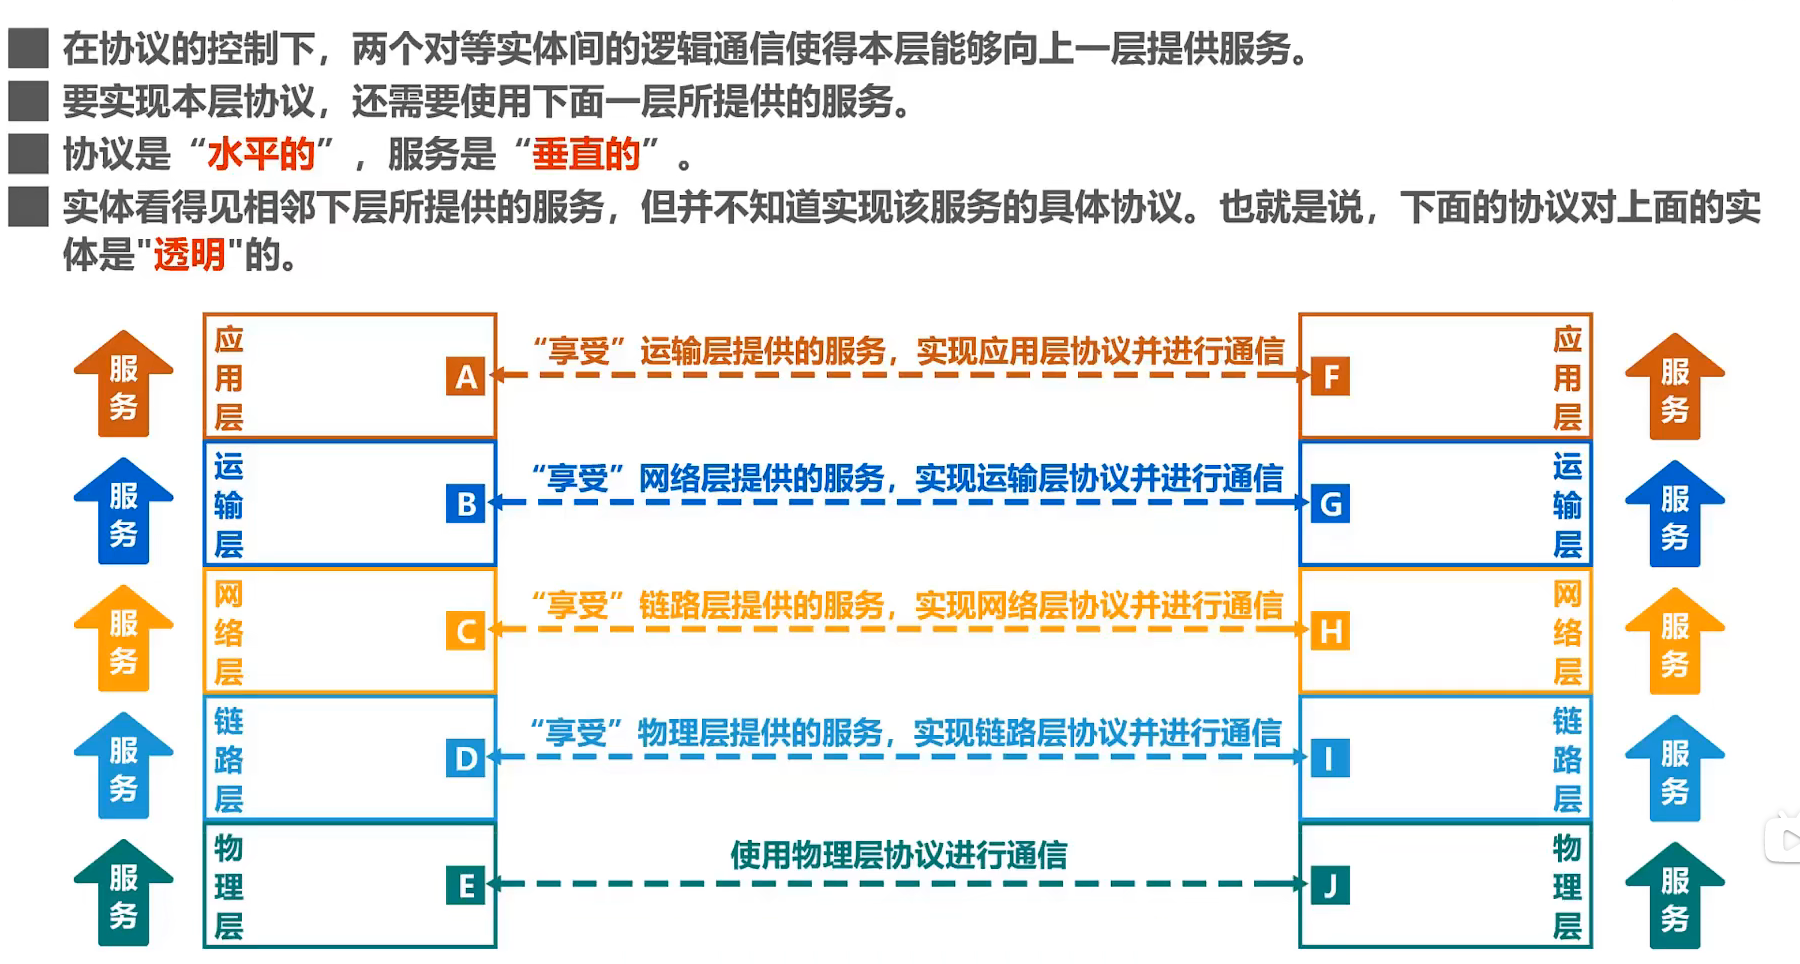 在协议的控制下，两个对等实体间的逻辑通信使得本层能够向上一层提供服务。
要实现本层协议，还需要使用下面一层所提供的服务。
协议是“水平的”，服务是“垂直的”。
实体看得见相邻下层所提供的服务，但并不知道实现该服务的具体协议。也就是说，下面的协议对上面的实
体是"透明"的。
服务
应用层
A
“享受”运输层提供的服务，实现应用层协议并进行通信
F
应用层
服务
服务
运输层
B
“享受”网络层提供的服务，实现运输层协议并进行通信
G
运输层
服务
服务
网络层
C
“享受”链路层提供的服务，实现网络层协议并进行通信
H
网络层
服务
服务
链路层
D
“享受”物理层提供的服务，实现链路层协议并进行通信
I
链路层
服务
服务
物理层
E
使用物理层协议进行通信
J
物理层
服务